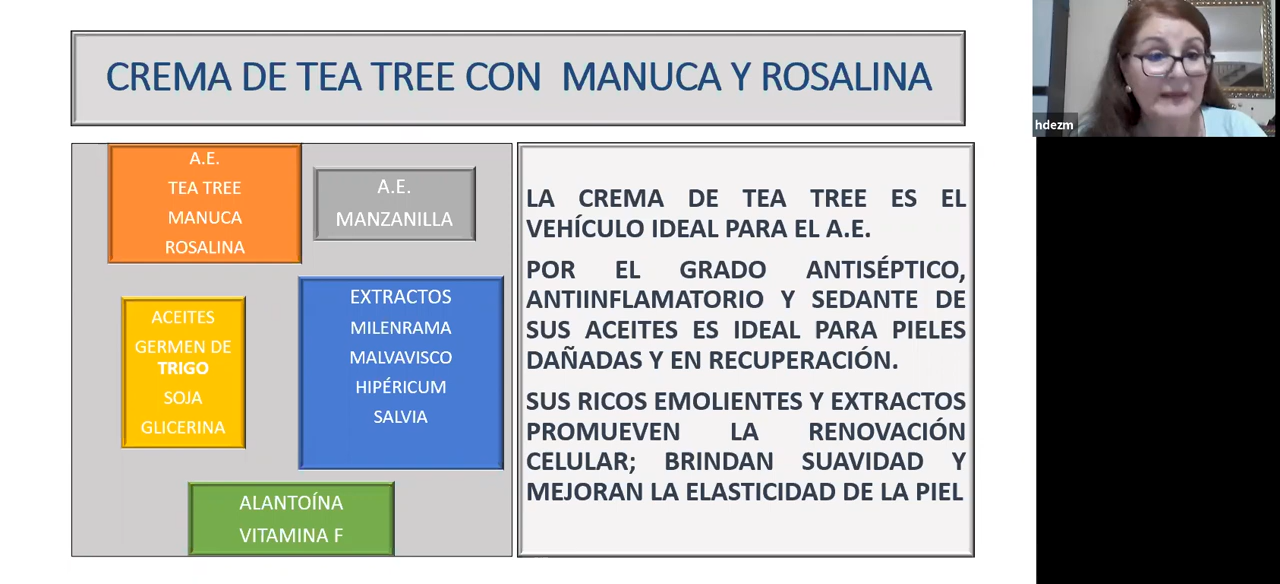 CREMA DE TEA TREE CON MANUCA Y ROSALINA
hdezm
A.E.
TEA TREE
MANUCA
ROSALINA
A.E.
MANZANILLA
ACEITES
GERMEN DE
TRIGO
SOJA
GLICERINA
EXTRACTOS
MILENRAMA
MALVAVISCO
HIPÉRICUM
SALVIA
ALANTOÍNA
VITAMINA F
LA CREMA DE TEA TREE ES EL
VEHÍCULO IDEAL PARA EL A.E.
POR EL GRADO ANTISÉPTICO,
ANTIINFLAMATORIO Y SEDANTE DE
SUS ACEITES ES IDEAL PARA PIELES
DAÑADAS Y EN RECUPERACIÓN.
SUS RICOS EMOLIENTES Y EXTRACTOS
PROMUEVEN LA RENOVACIÓN
CELULAR; BRINDAN SUAVIDAD Y
MEJORAN LA ELASTICIDAD DE LA PIEL